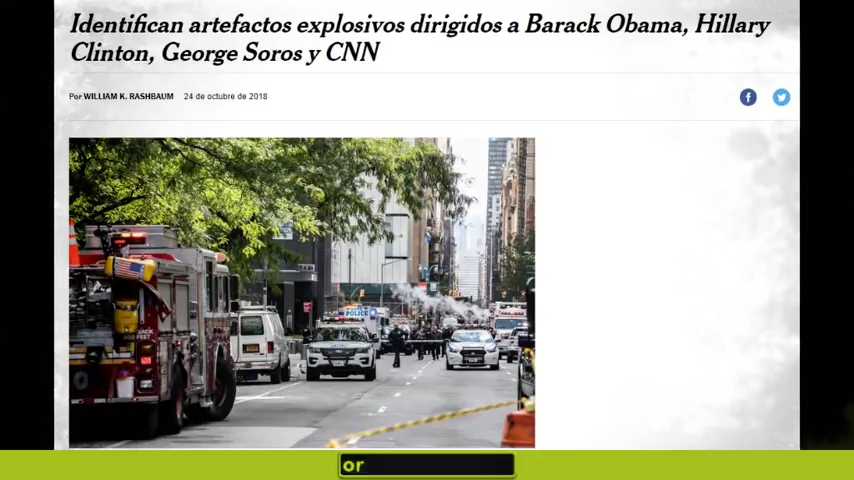 Identifican artefactos explosivos dirigidos a Barack Obama, Hillary
Clinton, George Soros y CNN
Por WILLIAM K. RASHBAUM 24 de octubre de 2018
POLICE
or